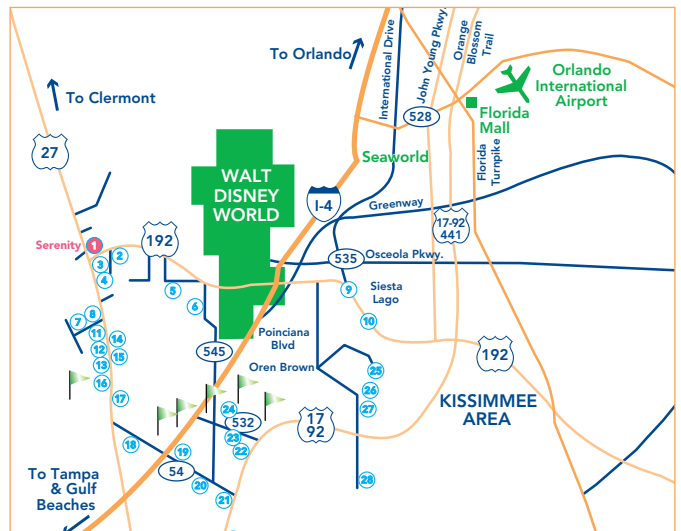 To Orlando
To Clermont
27
International Drive
John Young Pkwy.
Orange
Blossom
Trail
Orlando
International
Airport
528
Florida
Mall
Seaworld
Florida
Turnpike
WALT
DISNEY
WORLD
I-4
Greenway
17-92
441
Serenity
1
2
3
4
192
535
Osceola Pkwy.
5
6
9
Siesta
Lago
10
7
8
11
12
13
14
15
16
17
Poinciana
Blvd
545
Oren Brown
192
25
26
27
KISSIMMEE
AREA
24
532
23
22
17
92
18
19
54
20
21
28
To Tampa
& Gulf
Beaches